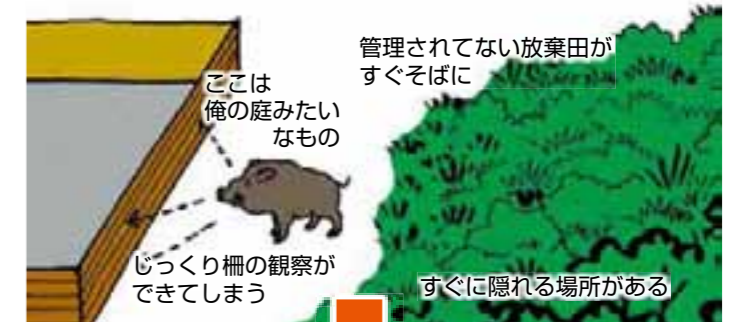 管理されてない放棄田が
すぐそばに
ここは
俺の庭みたい
なもの
じっくり柵の観察が
できてしまう
すぐに隠れる場所がある